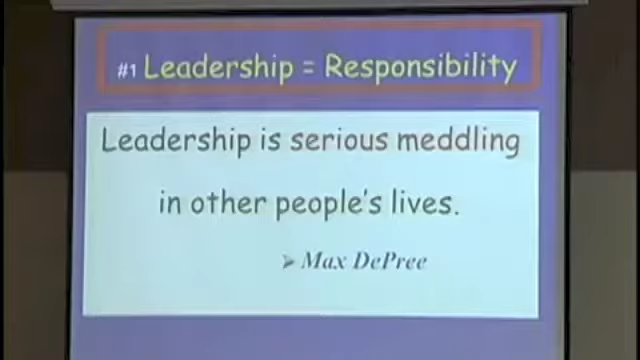 #1 Leadership = Responsibility
Leadership is serious meddling
in other people's lives.
➢ Max DePree